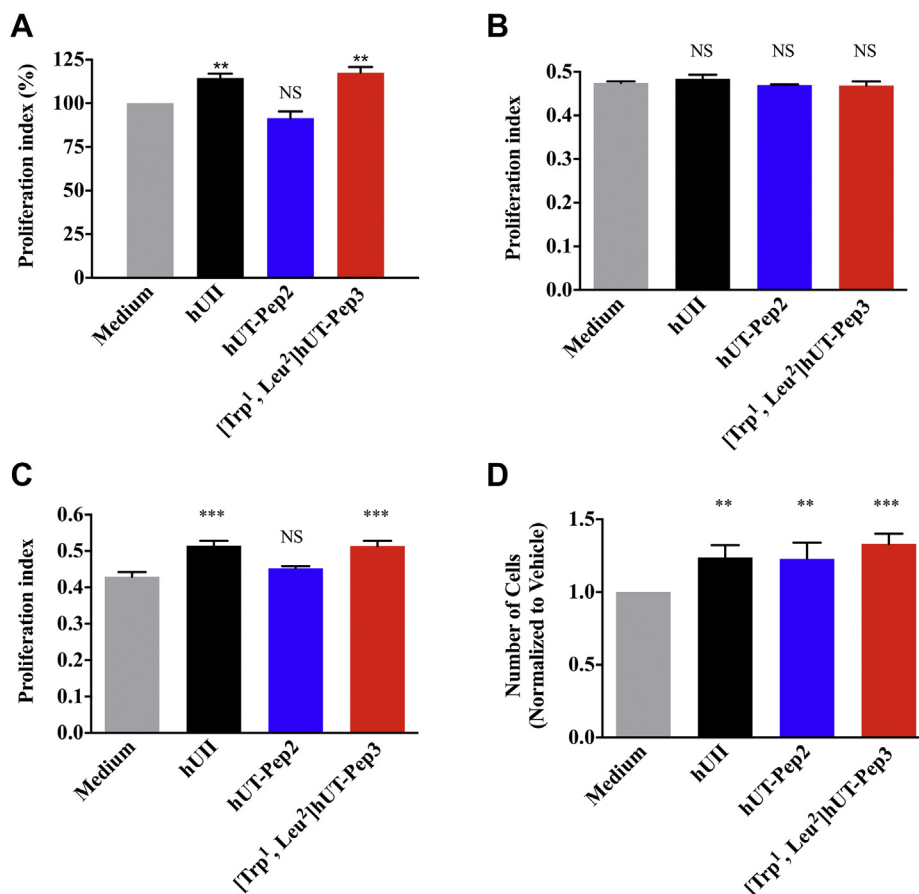 A
Proliferation index (%)
125
100
75
50
25
0
**
NS
**
Medium
hUII
hUT-Pep2
[Trp¹, Leu²]hUT-Pep3
B
Proliferation index
0.5
0.4
0.3
0.2
0.1
0.0
NS
NS
NS
Medium
hUII
hUT-Pep2
[Trp¹, Leu²]hUT-Pep3
C
Proliferation index
0.6
0.5
0.4
0.3
0.2
0.1
0.0
***
NS
***
Medium
hUII
hUT-Pep2
[Trp¹, Leu²]hUT-Pep3
D
Number of Cells
(Normalized to Vehicle)
1.5
1.0
0.5
0.0
**
**
***
Medium
hUII
hUT-Pep2
[Trp¹, Leu²]hUT-Pep3